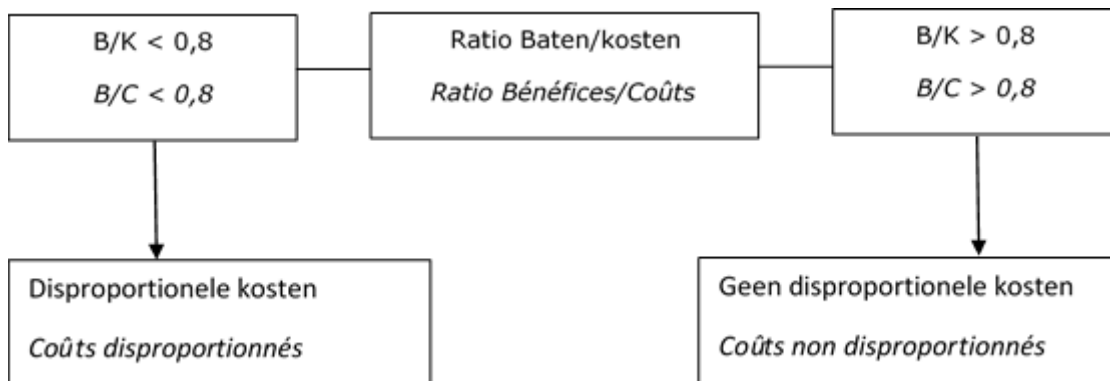 B/K < 0,8
B/C < 0,8
Ratio Baten/kosten
Ratio Bénéfices/Coûts
B/K > 0,8
B/C > 0,8
Disproportionele kosten
Coûts disproportionnés
Geen disproportionele kosten
Coûts non disproportionnés